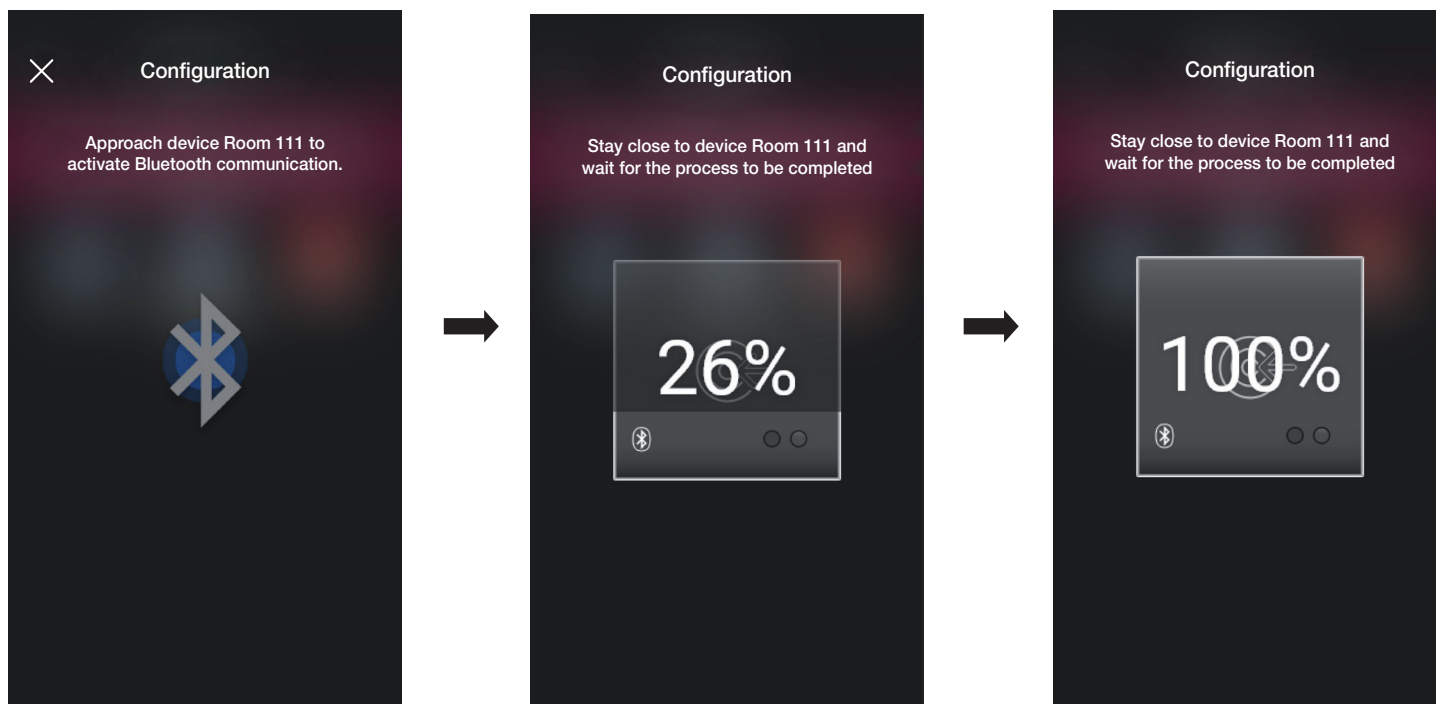 Configuration
Approach device Room 111 to
activate Bluetooth communication.
Configuration
Stay close to device Room 111 and
wait for the process to be completed
26%
Configuration
Stay close to device Room 111 and
wait for the process to be completed
100%